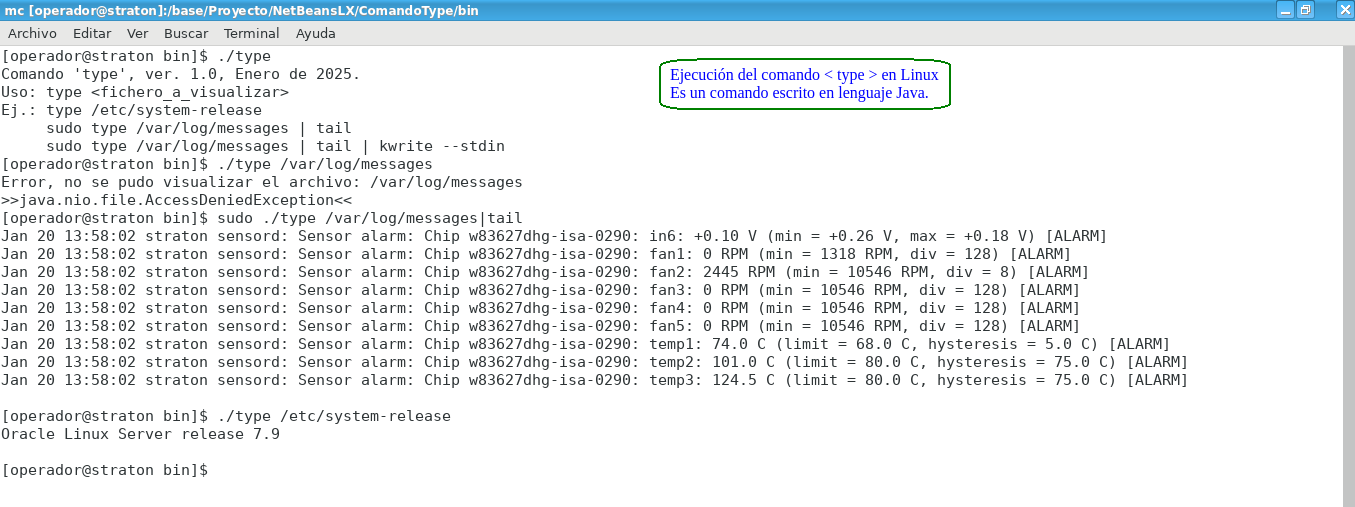 mc [operador@straton]:/base/Proyecto/NetBeansLX/ComandoType/bin
Archivo Editar Ver Buscar Terminal Ayuda
[operador@straton bin]$ ./type
Comando 'type', ver. 1.0, Enero de 2025.
Uso: type <fichero_a_visualizar>
Ej.: type /etc/system-release
     sudo type /var/log/messages | tail
     sudo type /var/log/messages | tail | kwrite --stdin
Ejecución del comando < type > en Linux
Es un comando escrito en lenguaje Java.
[operador@straton bin]$ ./type /var/log/messages
Error, no se pudo visualizar el archivo: /var/log/messages
>>java.nio.file.AccessDeniedException<<
[operador@straton bin]$ sudo ./type /var/log/messages|tail
Jan 20 13:58:02 straton sensord: Sensor alarm: Chip w83627dhg-isa-0290: in6: +0.10 V (min = +0.26 V, max = +0.18 V) [ALARM]
Jan 20 13:58:02 straton sensord: Sensor alarm: Chip w83627dhg-isa-0290: fan1: 0 RPM (min = 1318 RPM, div = 128) [ALARM]
Jan 20 13:58:02 straton sensord: Sensor alarm: Chip w83627dhg-isa-0290: fan2: 2445 RPM (min = 10546 RPM, div = 8) [ALARM]
Jan 20 13:58:02 straton sensord: Sensor alarm: Chip w83627dhg-isa-0290: fan3: 0 RPM (min = 10546 RPM, div = 128) [ALARM]
Jan 20 13:58:02 straton sensord: Sensor alarm: Chip w83627dhg-isa-0290: fan4: 0 RPM (min = 10546 RPM, div = 128) [ALARM]
Jan 20 13:58:02 straton sensord: Sensor alarm: Chip w83627dhg-isa-0290: fan5: 0 RPM (min = 10546 RPM, div = 128) [ALARM]
Jan 20 13:58:02 straton sensord: Sensor alarm: Chip w83627dhg-isa-0290: temp1: 74.0 C (limit = 68.0 C, hysteresis = 5.0 C) [ALARM]
Jan 20 13:58:02 straton sensord: Sensor alarm: Chip w83627dhg-isa-0290: temp2: 101.0 C (limit = 80.0 C, hysteresis = 75.0 C) [ALARM]
Jan 20 13:58:02 straton sensord: Sensor alarm: Chip w83627dhg-isa-0290: temp3: 124.5 C (limit = 80.0 C, hysteresis = 75.0 C) [ALARM]
[operador@straton bin]$ ./type /etc/system-release
Oracle Linux Server release 7.9
[operador@straton bin]$